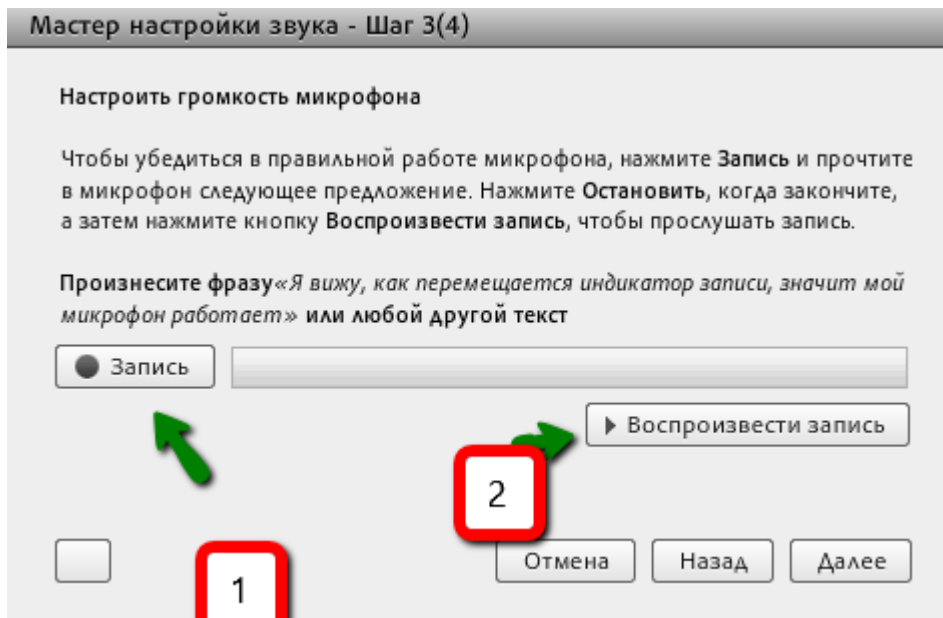 Мастер настройки звука - Шаг 3(4)
Настроить громкость микрофона
Чтобы убедиться в правильной работе микрофона, нажмите Запись и прочтите
в микрофон следующее предложение. Нажмите Остановить, когда закончите,
а затем нажмите кнопку Воспроизвести запись, чтобы прослушать запись.
Произнесите фразу«Я вижу, как перемещается индикатор записи, значит мой
микрофон работает» или любой другой текст
Запись
Воспроизвести запись
2
Отмена Назад Далее
1